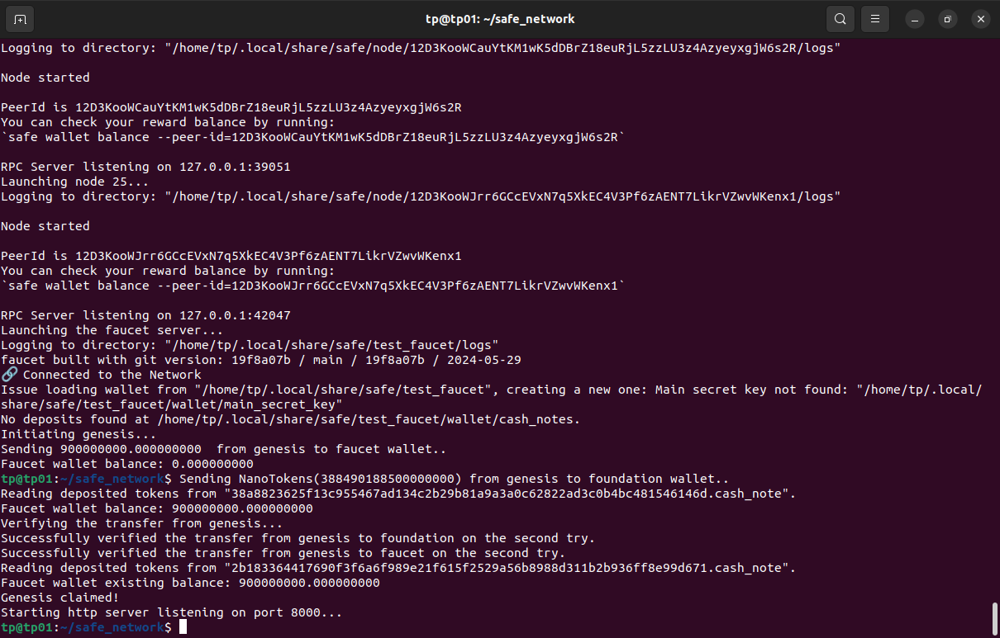 tp@tp01: ~/safe_network
Logging to directory: "/home/tp/.local/share/safe/node/12D3KooWCauYtKM1wK5dDBrZ18euRjL5zzLU3z4AzyeyxgjW6s2R/logs"
Node started
PeerId is 12D3KooWCauYtKM1wK5dDBrZ18euRjL5zzLU3z4AzyeyxgjW6s2R
You can check your reward balance by running:
`safe wallet balance --peer-id=12D3KooWCauYtKM1wK5dDBrZ18euRjL5zzLU3z4AzyeyxgjW6s2R`
RPC Server listening on 127.0.0.1:39051
Launching node 25...
Logging to directory: "/home/tp/.local/share/safe/node/12D3KooWJrr6GCcEVxN7q5XkEC4V3Pf6zAENT7LikrVZwvWKenx1/logs"
Node started
PeerId is 12D3KooWJrr6GCcEVxN7q5XkEC4V3Pf6zAENT7LikrVZwvWKenx1
You can check your reward balance by running:
`safe wallet balance --peer-id=12D3KooWJrr6GCcEVxN7q5XkEC4V3Pf6zAENT7LikrVZwvWKenx1`
RPC Server listening on 127.0.0.1:42047
Launching the faucet server...
Logging to directory: "/home/tp/.local/share/safe/test_faucet/logs"
faucet built with git version: 19f8a07b / main / 19f8a07b / 2024-05-29
🔗 Connected to the Network
Issue loading wallet from "/home/tp/.local/share/safe/test_faucet", creating a new one: Main secret key not found: "/home/tp/.local/
share/safe/test_faucet/wallet/main_secret_key"
No deposits found at /home/tp/.local/share/safe/test_faucet/wallet/cash_notes.
Initiating genesis...
Sending 900000000.000000000  from genesis to faucet wallet..
Faucet wallet balance: 0.000000000
tp@tp01:~/safe_network$ Sending NanoTokens(388490188500000000) from genesis to foundation wallet..
Reading deposited tokens from "38a8823625f13c955467ad134c2b29b81a9a3a0c62822ad3c0b4bc481546146d.cash_note".
Faucet wallet balance: 900000000.000000000
Verifying the transfer from genesis...
Successfully verified the transfer from genesis to foundation on the second try.
Successfully verified the transfer from genesis to faucet on the second try.
Reading deposited tokens from "2b183364417690f3f6a6f989e21f615f2529a56b8988d311b2b936ff8e99d671.cash_note".
Faucet wallet existing balance: 900000000.000000000
Genesis claimed!
Starting http server listening on port 8000...
tp@tp01:~/safe_network$